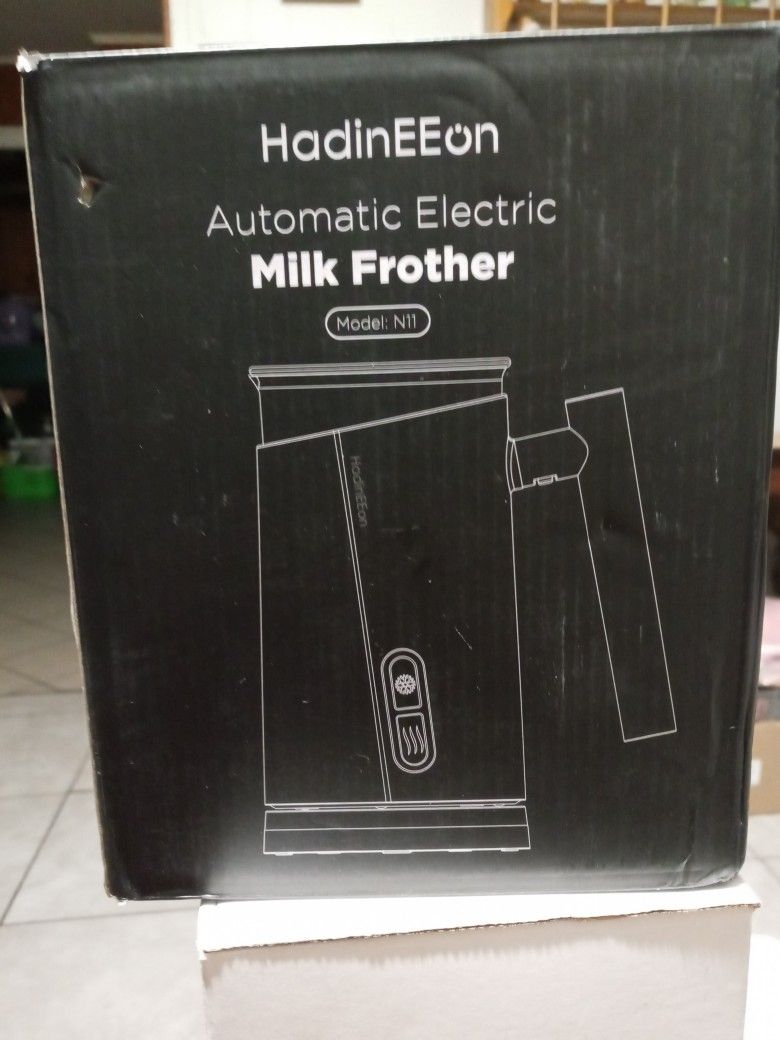 HadinEEon
Automatic Electric
Milk Frother
Model: N11
HadinEEon